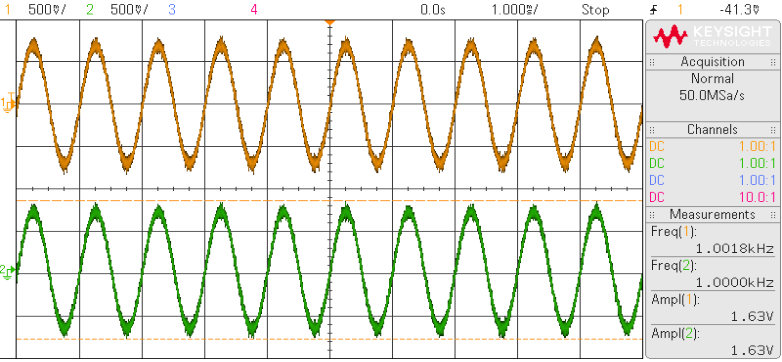 1 500mV/ 2 500mV/ 3 4 0.0s 1.000ms/ Stop 1 -41.3mV
KEYSIGHT
TECHNOLOGIES
Acquisition
Normal
50.0MSa/s
Channels
DC 1.00:1
DC 1.00:1
DC 1.00:1
DC 10.0:1
Measurements
Freq(1):
1.0018kHz
Freq(2):
1.0000kHz
Ampl(1):
1.63V
Ampl(2):
1.63V
1
T
2